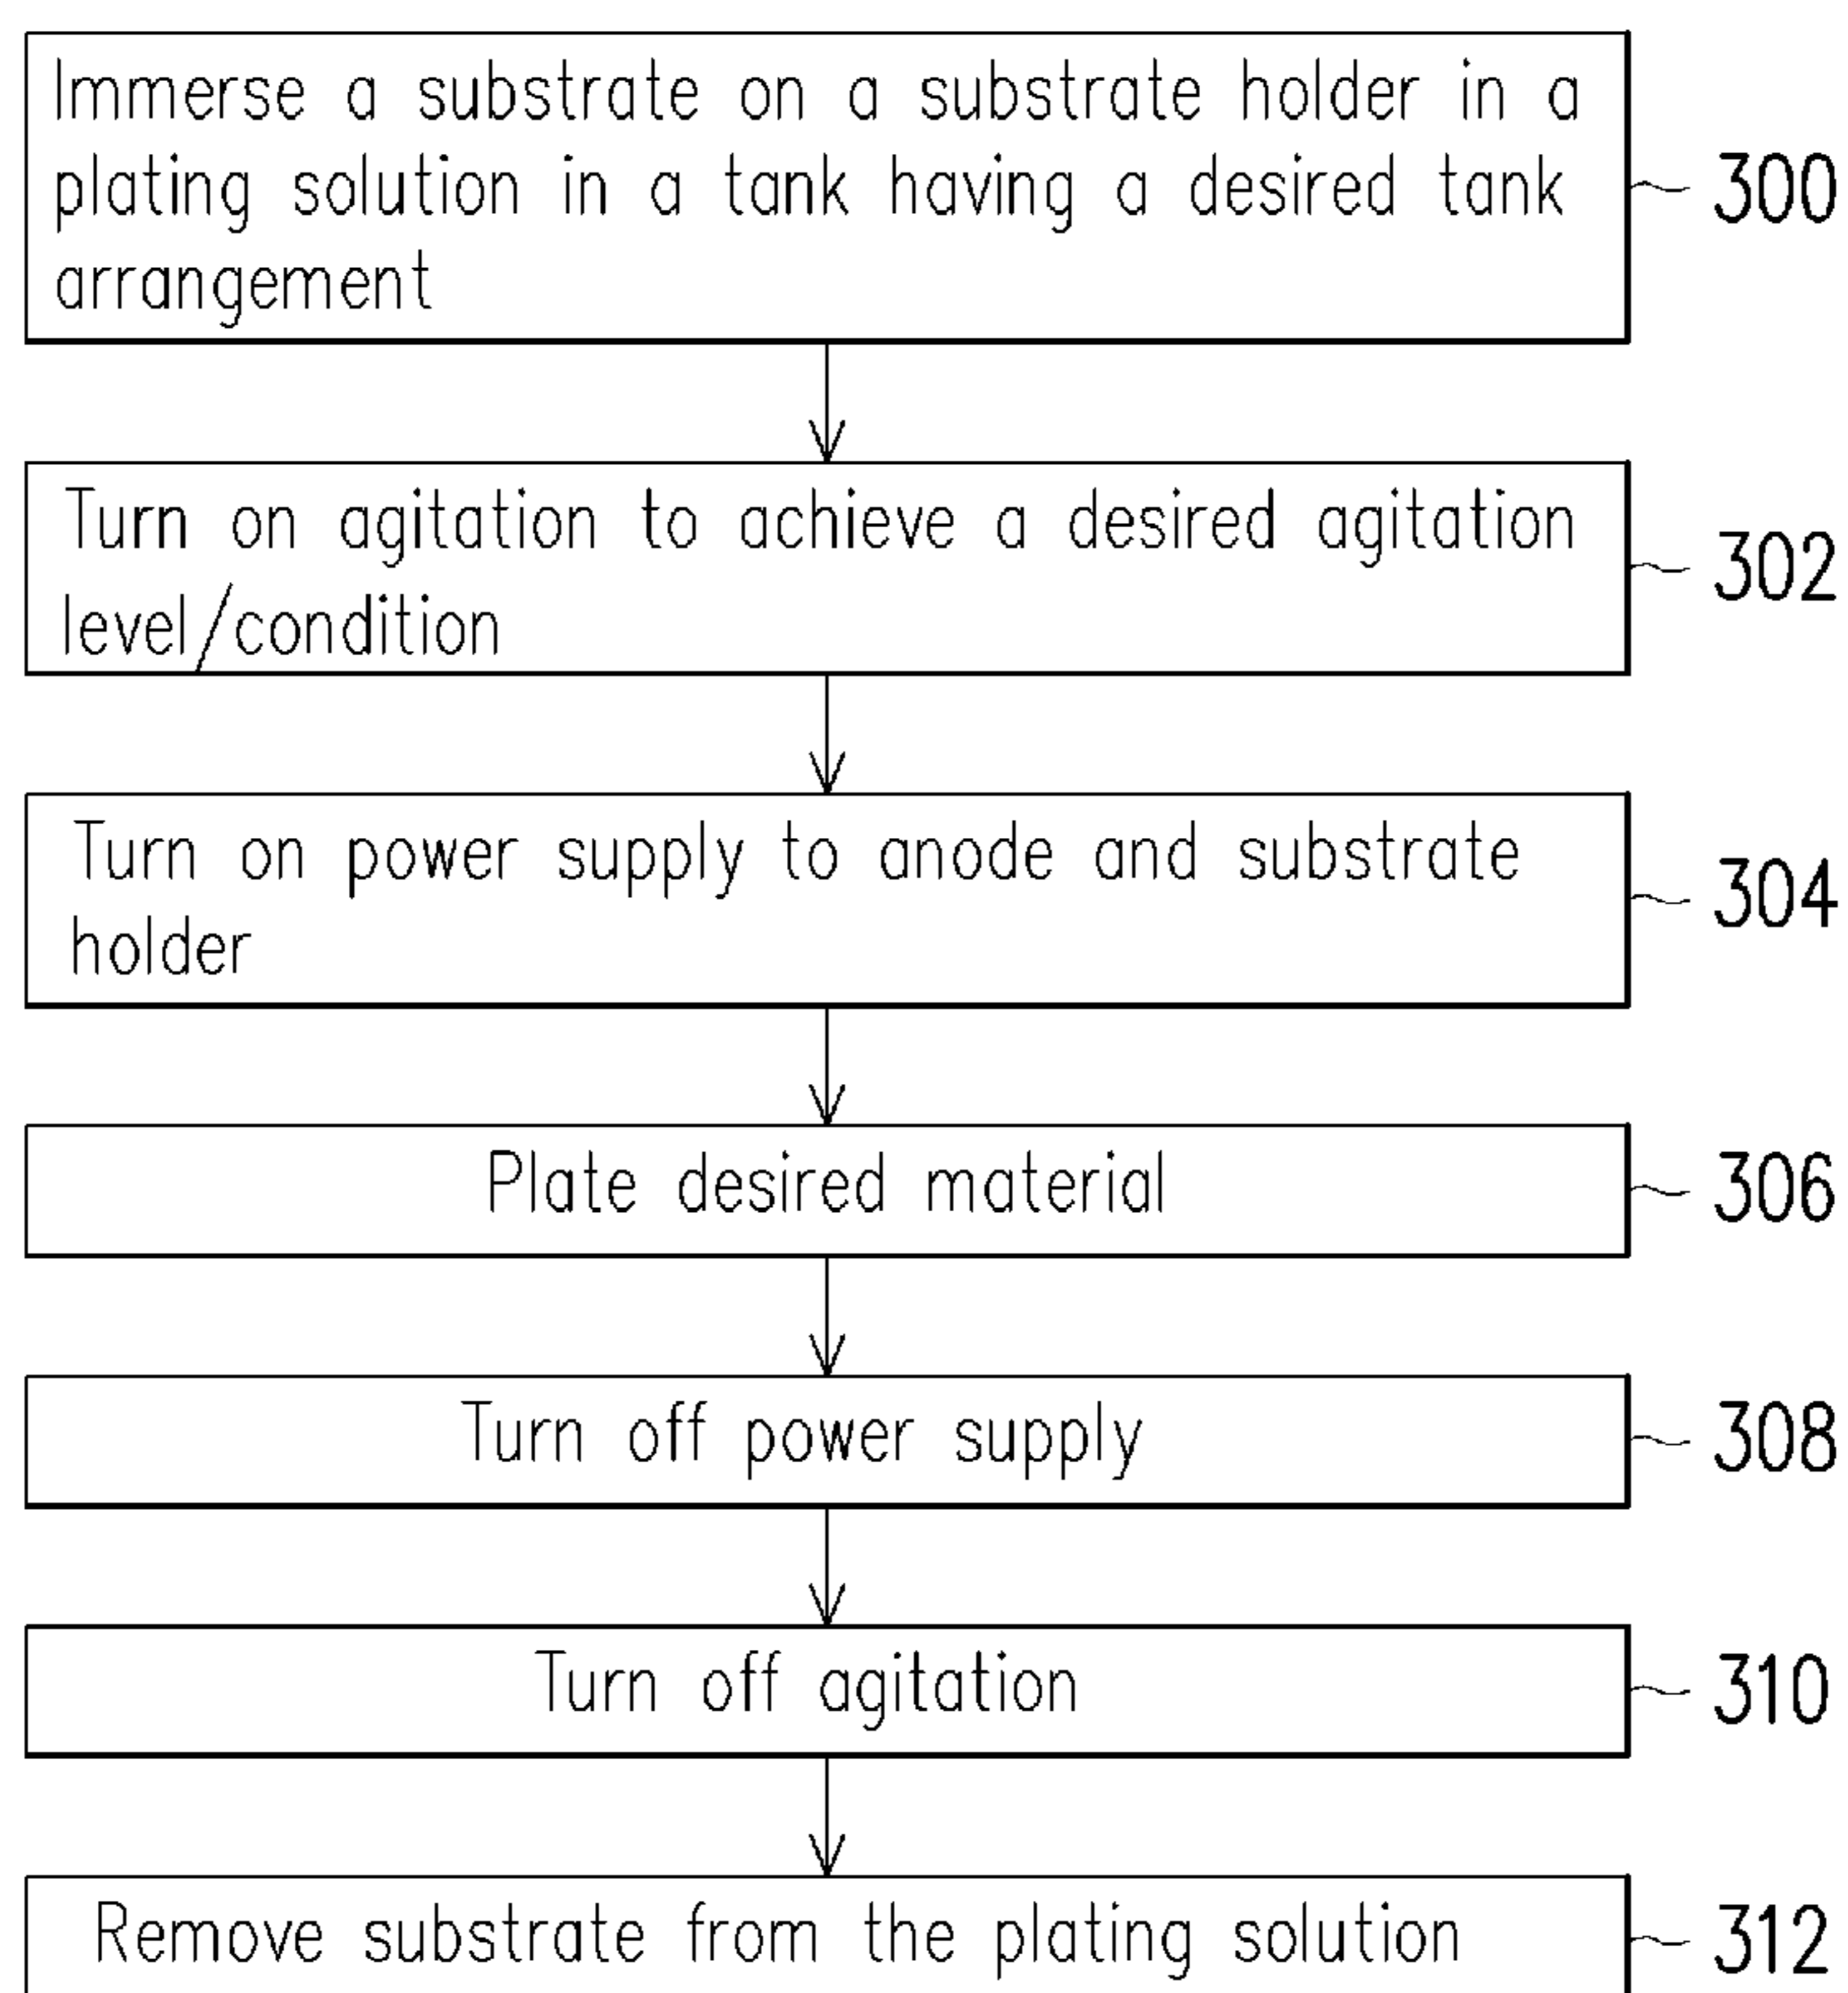 Immerse a substrate on a substrate holder in a
plating solution in a tank having a desired tank
arrangement
300
Turn on agitation to achieve a desired agitation
level/condition
302
Turn on power supply to anode and substrate
holder
304
Plate desired material
306
Turn off power supply
308
Turn off agitation
310
Remove substrate from the plating solution
312